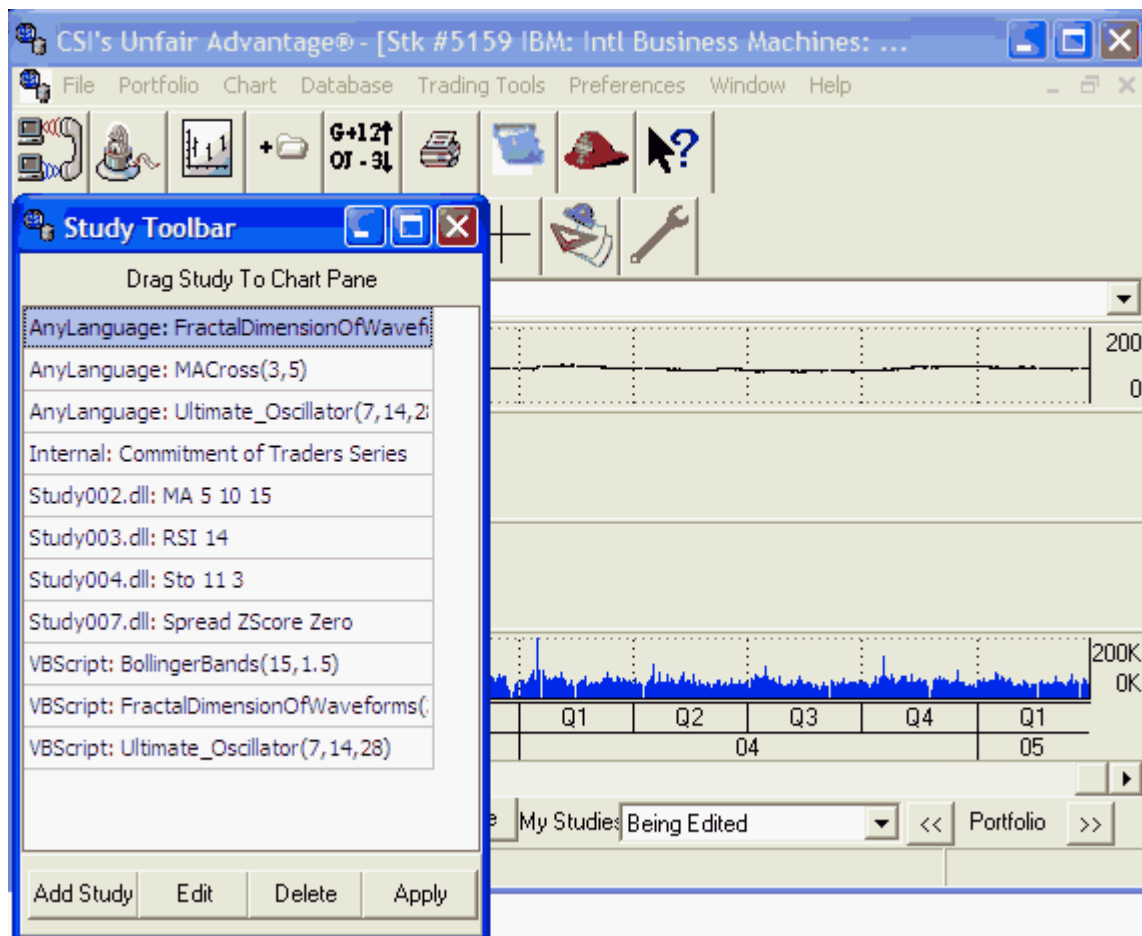 CSI's Unfair Advantage® - [Stk #5159 IBM: Intl Business Machines: ...
File Portfolio Chart Database Trading Tools Preferences Window Help
G+12↑
OJ - 3↓
Study Toolbar
Drag Study To Chart Pane
AnyLanguage: FractalDimensionOfWavef
AnyLanguage: MACross(3,5)
AnyLanguage: Ultimate_Oscillator(7,14,28
Internal: Commitment of Traders Series
Study002.dll: MA 5 10 15
Study003.dll: RSI 14
Study004.dll: Sto 11 3
Study007.dll: Spread ZScore Zero
VBScript: BollingerBands(15,1.5)
VBScript: FractalDimensionOfWaveforms(
VBScript: Ultimate_Oscillator(7,14,28)
Add Study Edit Delete Apply
200
0
200K
0K
Q1 Q2 Q3 Q4 Q1
04 05
My Studies Being Edited << Portfolio >>